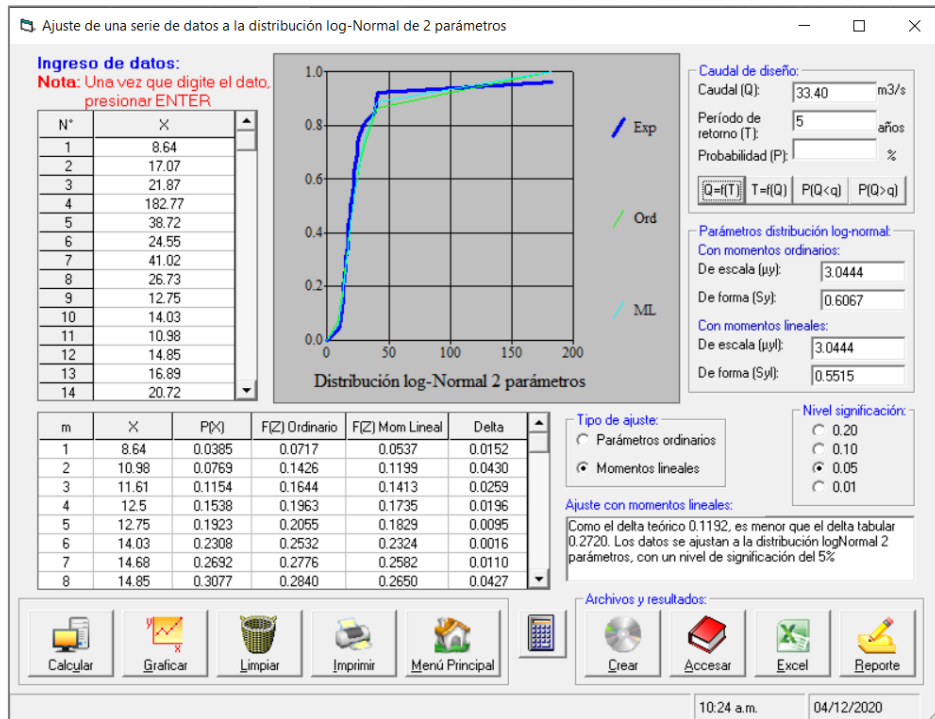 Ajuste de una serie de datos a la distribución log-Normal de 2 parámetros
Ingreso de datos:
Nota: Una vez que digite el dato,
presionar ENTER
N° X
1 8.64
2 17.07
3 21.87
4 182.77
5 38.72
6 24.55
7 41.02
8 26.73
9 12.75
10 14.03
11 10.98
12 14.85
13 16.89
14 20.72
1.0
0.8
0.6
0.4
0.2
0.0
0 50 100 150 200
Exp
Ord
ML
Distribución log-Normal 2 parámetros
Caudal de diseño:
Caudal (Q): 33.40 m3/s
Período de
retorno (T): 5 años
Probabilidad (P): %
Q=f(T) T=f(Q) P(Q<q) P(Q>q)
Parámetros distribución log-normal:
Con momentos ordinarios:
De escala (μy): 3.0444
De forma (Sy): 0.6067
Con momentos lineales:
De escala (μyl): 3.0444
De forma (Syl): 0.5515
m X P(X) F(Z) Ordinario F(Z) Mom Lineal Delta
1 8.64 0.0385 0.0717 0.0537 0.0152
2 10.98 0.0769 0.1426 0.1199 0.0430
3 11.61 0.1154 0.1644 0.1413 0.0259
4 12.5 0.1538 0.1963 0.1735 0.0196
5 12.75 0.1923 0.2055 0.1829 0.0095
6 14.03 0.2308 0.2532 0.2324 0.0016
7 14.68 0.2692 0.2776 0.2582 0.0110
8 14.85 0.3077 0.2840 0.2650 0.0427
Tipo de ajuste:
Parámetros ordinarios
Momentos lineales
Nivel significación:
0.20
0.10
0.05
0.01
Ajuste con momentos lineales:
Como el delta teórico 0.1192, es menor que el delta tabular
0.2720. Los datos se ajustan a la distribución logNormal 2
parámetros, con un nivel de significación del 5%
Calcular
Graficar
Limpiar
Imprimir
Menú Principal
Archivos y resultados:
Crear
Accesar
Excel
Reporte
10:24 a.m. 04/12/2020